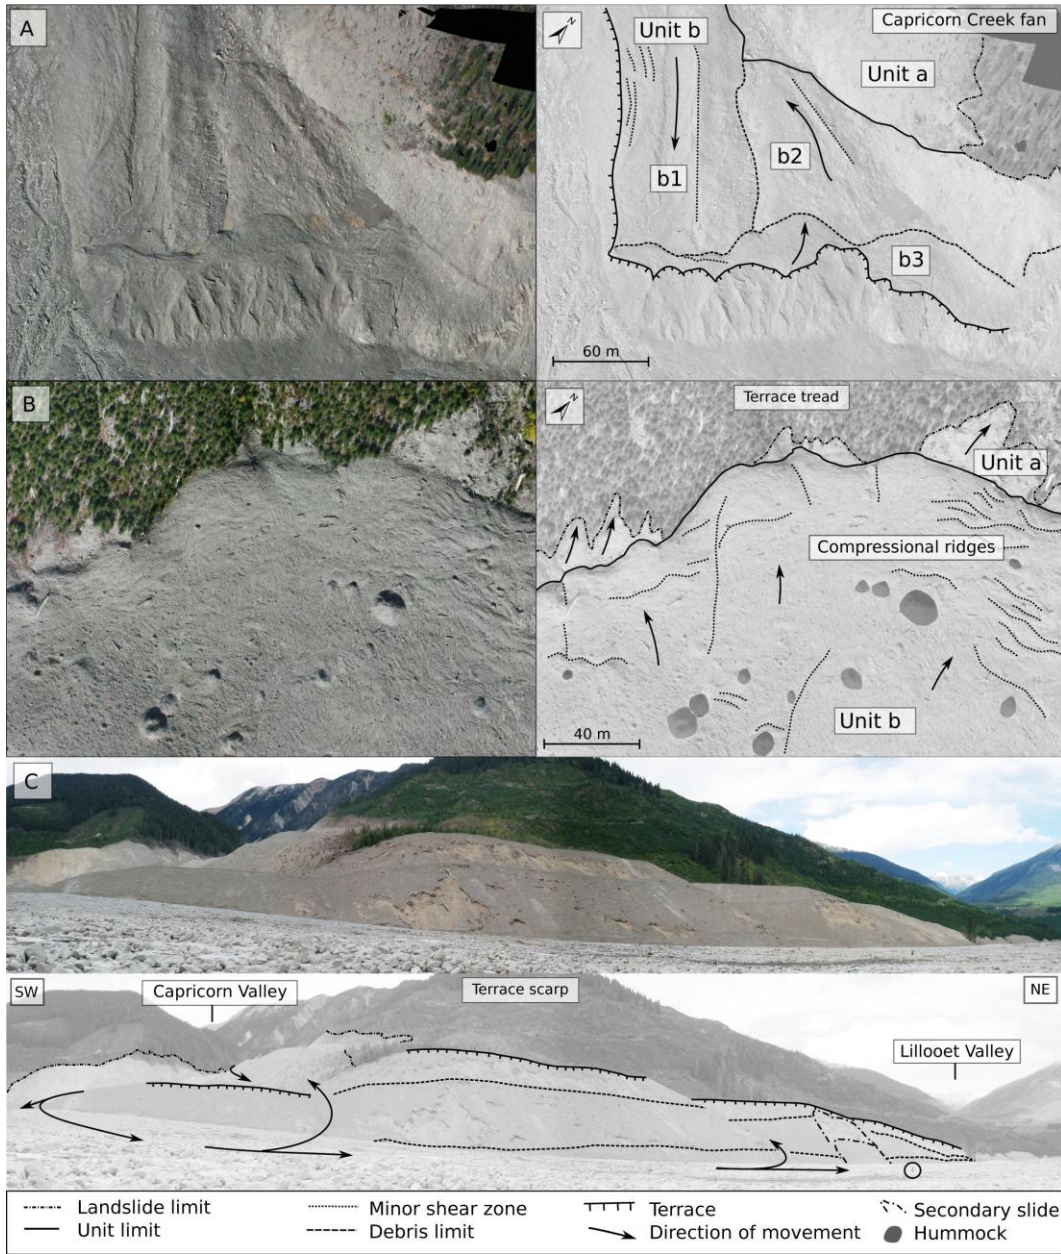 A
N
Unit b
Capricorn Creek fan
Unit a
b1
b2
b3
60 m
B
N
Terrace tread
Unit a
Compressional ridges
Unit b
40 m
C
SW
Capricorn Valley
Terrace scarp
NE
Lillooet Valley
Landslide limit
Minor shear zone
Terrace
Secondary slide
Unit limit
Debris limit
Direction of movement
Hummock